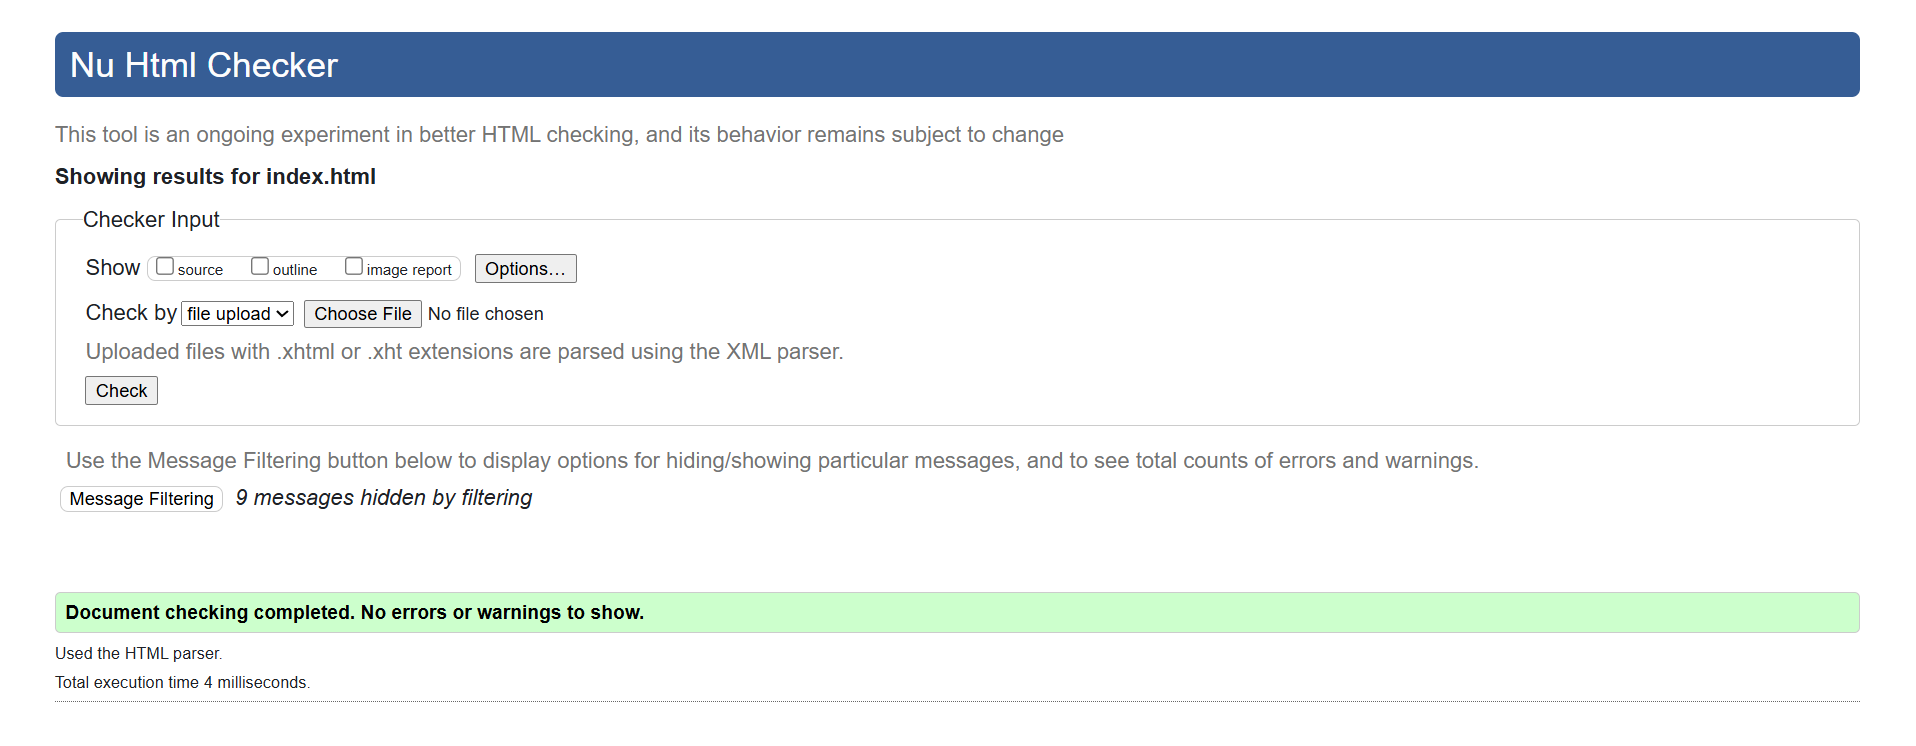 Nu Html Checker
This tool is an ongoing experiment in better HTML checking, and its behavior remains subject to change
Showing results for index.html
Checker Input
Show source outline image report Options…
Check by file upload Choose File No file chosen
Uploaded files with .xhtml or .xht extensions are parsed using the XML parser.
Check
Use the Message Filtering button below to display options for hiding/showing particular messages, and to see total counts of errors and warnings.
Message Filtering 9 messages hidden by filtering
Document checking completed. No errors or warnings to show.
Used the HTML parser.
Total execution time 4 milliseconds.